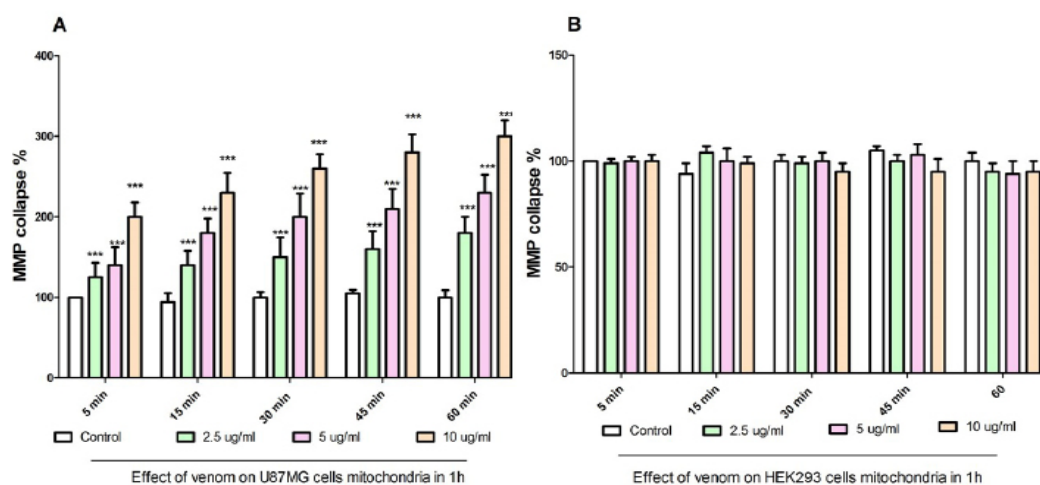 A
MMP collapse %
400
300
200
100
0
*** *** ***
*** *** ***
*** *** ***
*** *** ***
*** *** ***
5 min
15 min
30 min
45 min
60 min
Control
2.5 ug/ml
5 ug/ml
10 ug/ml
Effect of venom on U87MG cells mitochondria in 1h
B
MMP collapse %
150
100
50
0
5 min
15 min
30 min
45 min
60
Control
2.5 ug/ml
5 ug/ml
10 ug/ml
Effect of venom on HEK293 cells mitochondria in 1h